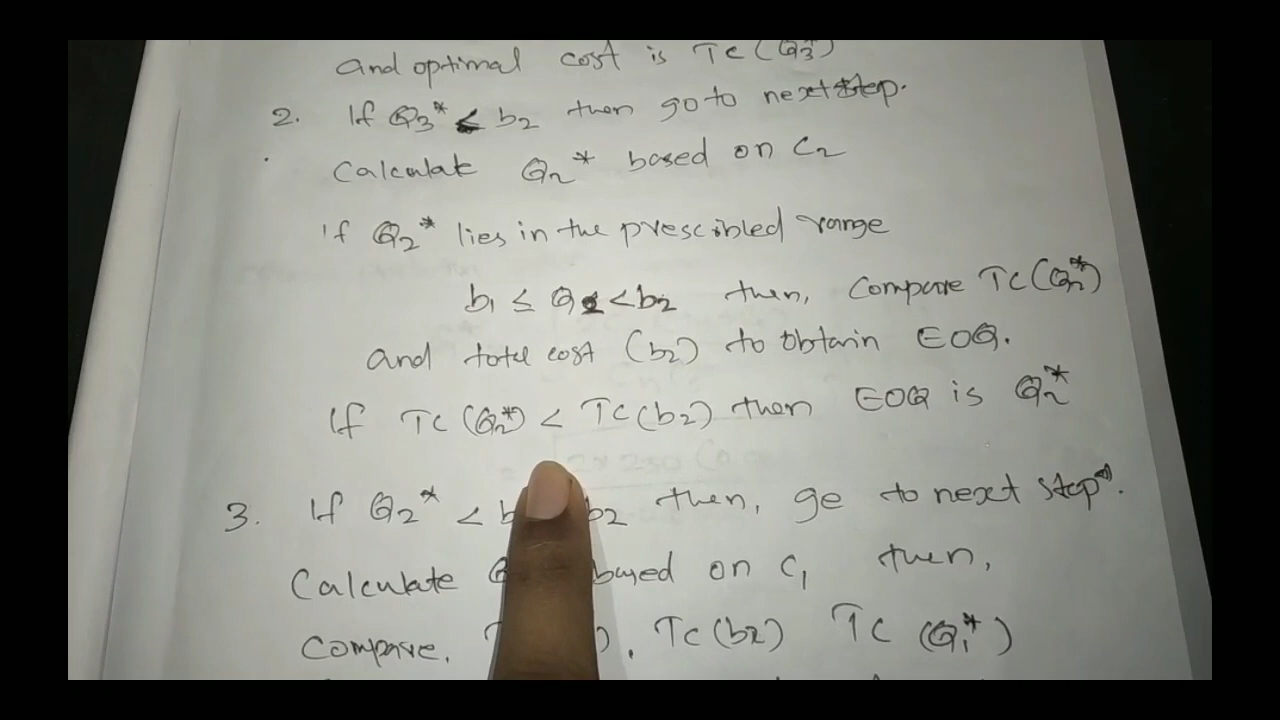 and optimal cost is TC (Q3*)
2. If Q3* < b2 then go to next step.
Calculate Q2* based on C2
If Q2* lies in the prescibled range
b1 ≤ Q2 < b2 then, compare TC (Q2*)
and total cost (b2) to obtain EOQ.
If TC (Q2*) < TC (b2) then EOQ is Q2*
3. If Q2* < b2 then, ge to next step.
Calculate based on C1 then,
Compare, TC (b2) TC (Q1*)